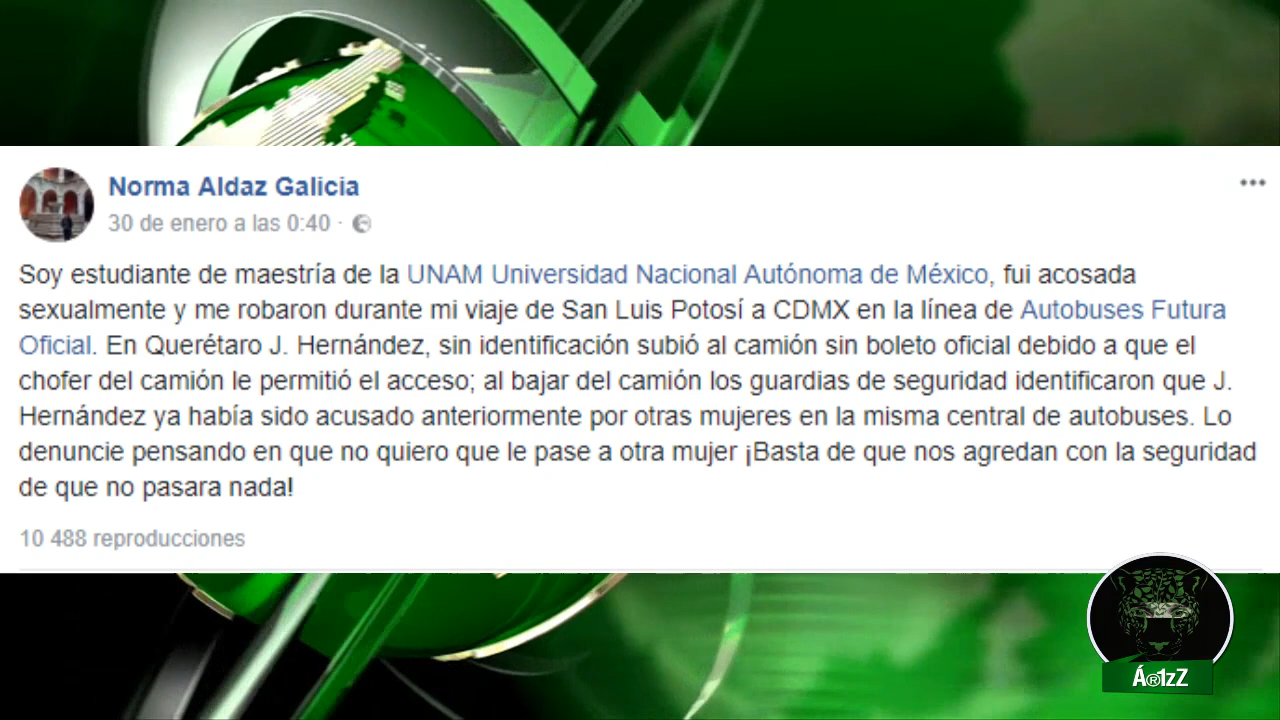 Norma Aldaz Galicia
30 de enero a las 0:40 ·
Soy estudiante de maestría de la UNAM Universidad Nacional Autónoma de México, fui acosada
sexualmente y me robaron durante mi viaje de San Luis Potosí a CDMX en la línea de Autobuses Futura
Oficial. En Querétaro J. Hernández, sin identificación subió al camión sin boleto oficial debido a que el
chofer del camión le permitió el acceso; al bajar del camión los guardias de seguridad identificaron que J.
Hernández ya había sido acusado anteriormente por otras mujeres en la misma central de autobuses. Lo
denuncie pensando en que no quiero que le pase a otra mujer ¡Basta de que nos agredan con la seguridad
de que no pasara nada!
10 488 reproducciones
Á®1zZ